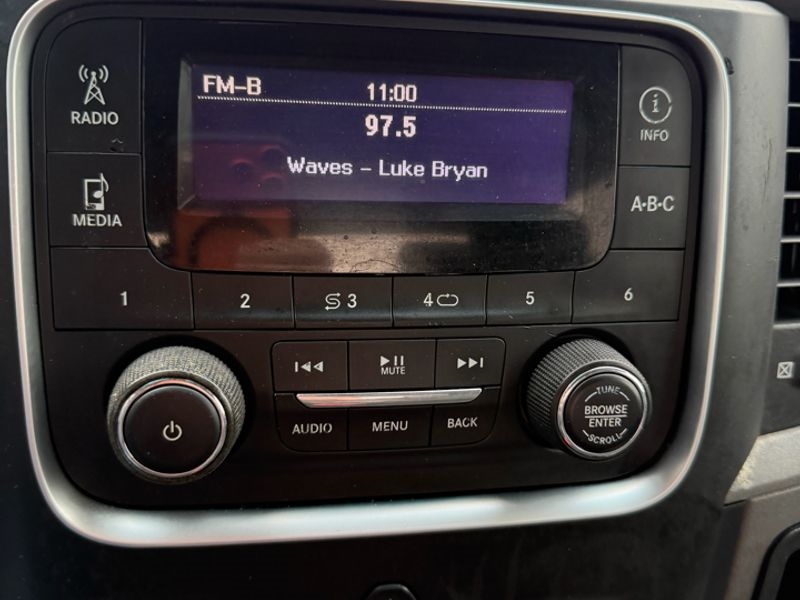 FM-B
11:00
97.5
Waves - Luke Bryan
RADIO
MEDIA
INFO
A·B·C
1
2
3
4
5
6
MUTE
AUDIO
MENU
BACK
TUNE
BROWSE
ENTER
SCROLL